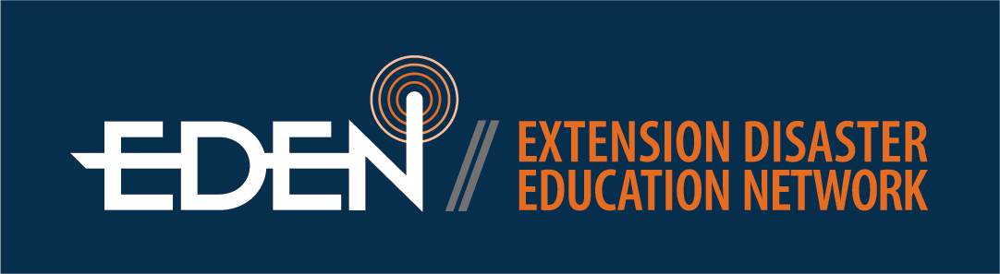 EDEN // EXTENSION DISASTER
EDUCATION NETWORK